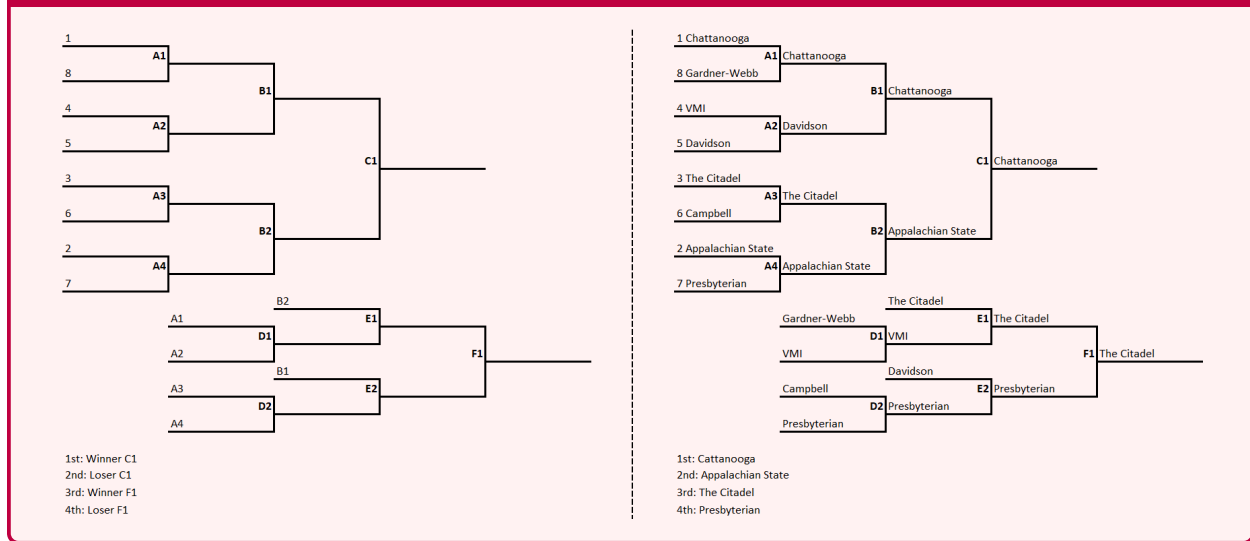 1
A1
8
B1
4
A2
5
C1
3
A3
6
B2
2
A4
7
B2
A1
E1
D1
A2
F1
B1
A3
E2
D2
A4
1st: Winner C1
2nd: Loser C1
3rd: Winner F1
4th: Loser F1
1 Chattanooga
A1 Chattanooga
8 Gardner-Webb
B1 Chattanooga
4 VMI
A2 Davidson
5 Davidson
C1 Chattanooga
3 The Citadel
A3 The Citadel
6 Campbell
B2 Appalachian State
2 Appalachian State
A4 Appalachian State
7 Presbyterian
The Citadel
Gardner-Webb
E1 The Citadel
D1 VMI
VMI
F1 The Citadel
Davidson
Campbell
E2 Presbyterian
D2 Presbyterian
Presbyterian
1st: Cattanooga
2nd: Appalachian State
3rd: The Citadel
4th: Presbyterian